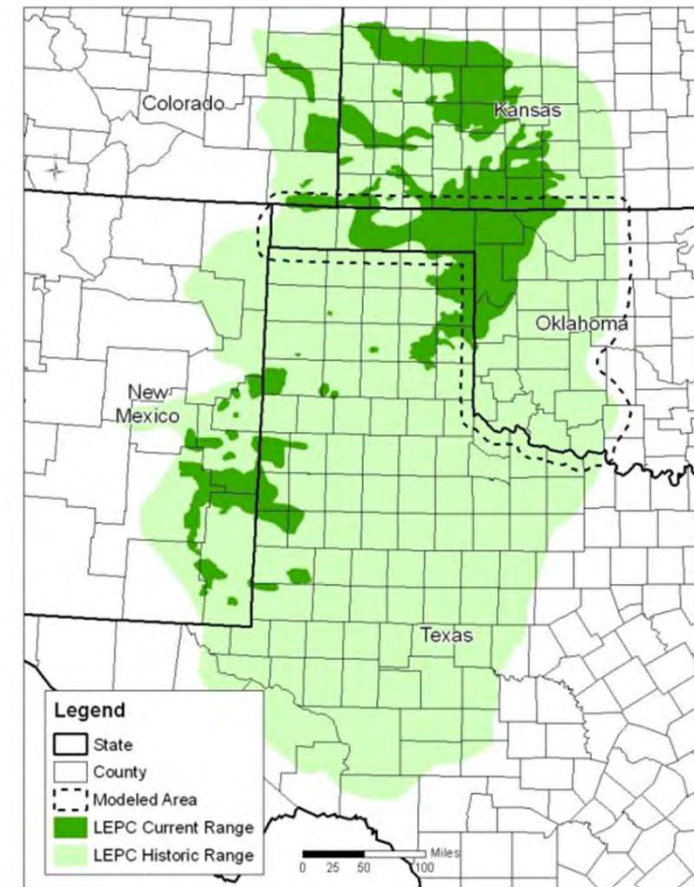 Colorado
Kansas
Oklahoma
New
Mexico
Texas
Legend
State
County
Modeled Area
LEPC Current Range
LEPC Historic Range
Miles
0 25 50 100